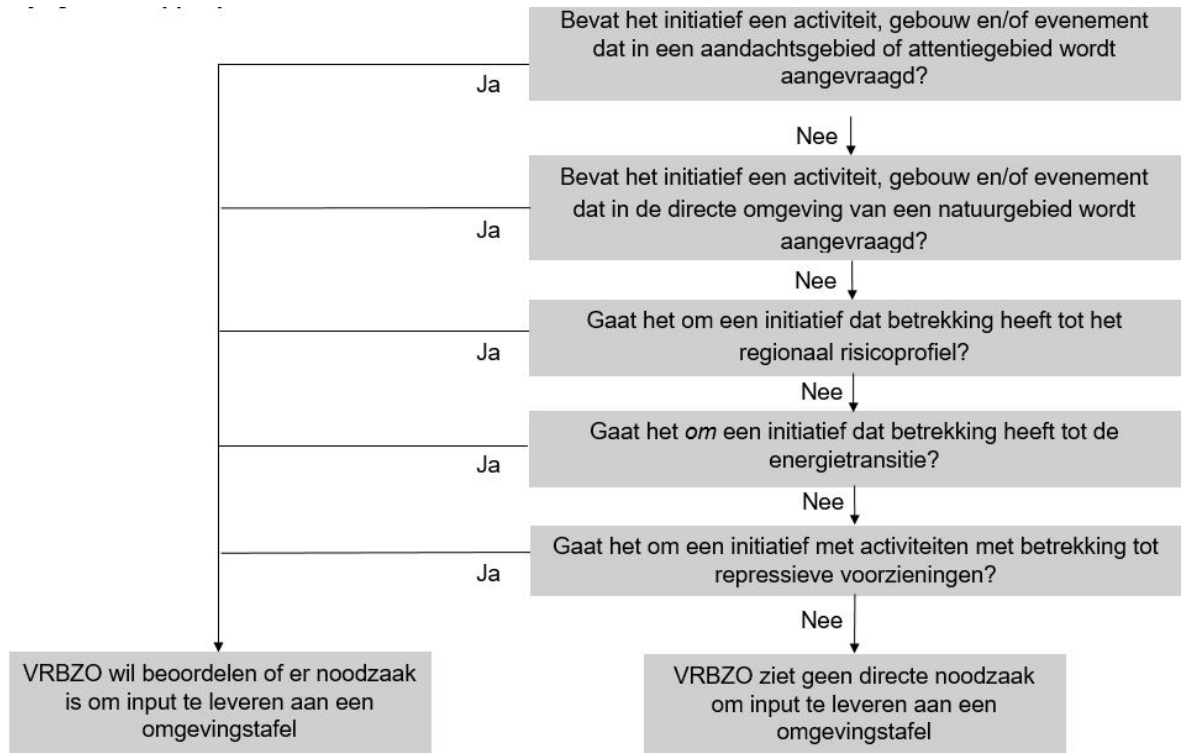 Bevat het initiatief een activiteit, gebouw en/of evenement
dat in een aandachtsgebied of attentiegebied wordt
aangevraagd?
Ja
Nee
Bevat het initiatief een activiteit, gebouw en/of evenement
dat in de directe omgeving van een natuurgebied wordt
aangevraagd?
Ja
Nee
Gaat het om een initiatief dat betrekking heeft tot het
regionaal risicoprofiel?
Ja
Nee
Gaat het om een initiatief dat betrekking heeft tot de
energietransitie?
Ja
Nee
Gaat het om een initiatief met activiteiten met betrekking tot
repressieve voorzieningen?
Ja
Nee
VRBZO wil beoordelen of er noodzaak
is om input te leveren aan een
omgevingstafel
VRBZO ziet geen directe noodzaak
om input te leveren aan een
omgevingstafel